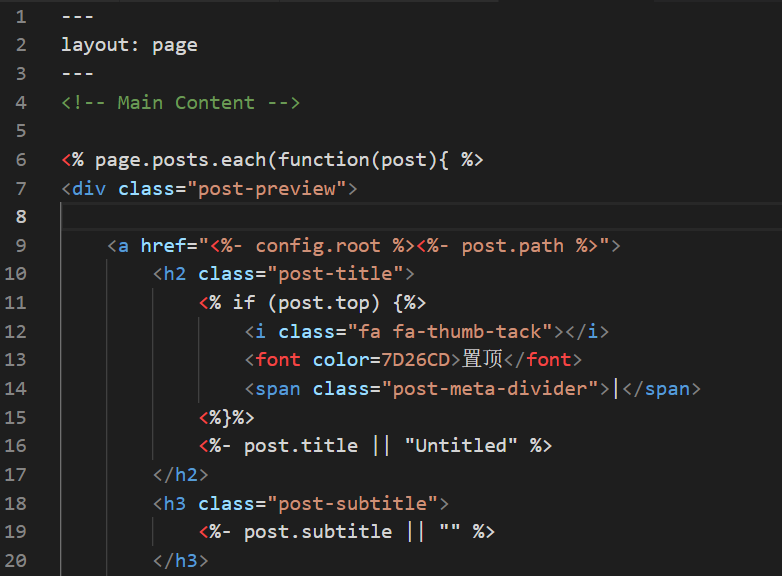 1 ---
2 layout: page
3 ---
4 <!-- Main Content -->
5
6 <% page.posts.each(function(post){ %>
7 <div class="post-preview">
8
9     <a href="<%- config.root %><%- post.path %>">
10         <h2 class="post-title">
11             <% if (post.top) {%>
12                 <i class="fa fa-thumb-tack"></i>
13                 <font color=7D26CD>置顶</font>
14                 <span class="post-meta-divider">|</span>
15             <%}%>
16             <%- post.title || "Untitled" %>
17         </h2>
18         <h3 class="post-subtitle">
19             <%- post.subtitle || "" %>
20         </h3>